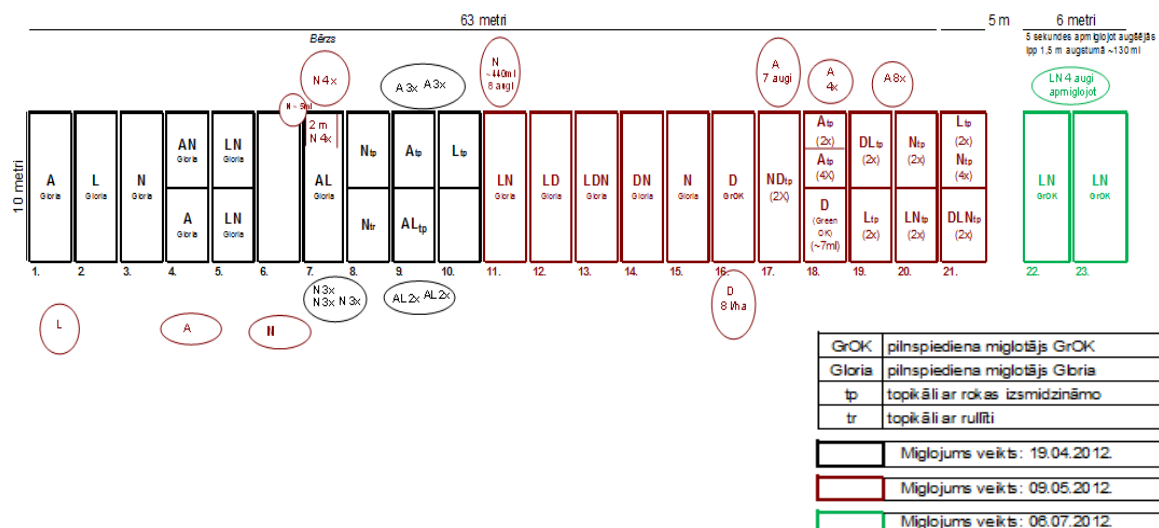 63 metri
5 m
6 metri
5 sekundes apmiglojot augšējās
lpp 1,5 m augstumā ~130 ml
Bērzs
N 4x
A 3x A 3x
N
~440ml
8 augi
A
7 augi
A
4x
A 8x
LN 4 augi
apmiglojot
N ~ 5ml
10 metri
A
Gloria
L
Gloria
N
Gloria
AN
Gloria
A
Gloria
LN
Gloria
LN
Gloria
2 m
N 4x
AL
Gloria
Ntp
Ntr
Atp
ALtp
Ltp
LN
Gloria
LD
Gloria
LDN
Gloria
DN
Gloria
N
Gloria
D
GrOK
NDtp
(2X)
Atp
(2x)
Atp
(4X)
D
(Green
OK)
(~7ml)
DLtp
(2x)
Ltp
(2x)
Ntp
(2x)
LNtp
(2x)
Ltp
(2x)
Ntp
(4x)
DLNtp
(2x)
LN
GrOK
LN
GrOK
1. 2. 3. 4. 5. 6. 7. 8. 9. 10. 11. 12. 13. 14. 15. 16. 17. 18. 19. 20. 21. 22. 23.
L
A
N
N 3x
N 3x N 3x
AL 2x AL 2x
D
8 l/ha
GrOK pilnspiediena miglotājs GrOK
Gloria pilnspiediena miglotājs Gloria
tp topikāli ar rokas izsmidzināmo
tr topikāli ar rullīti
Miglojums veikts: 19.04.2012.
Miglojums veikts: 09.05.2012.
Miglojums veikts: 06.07.2012.